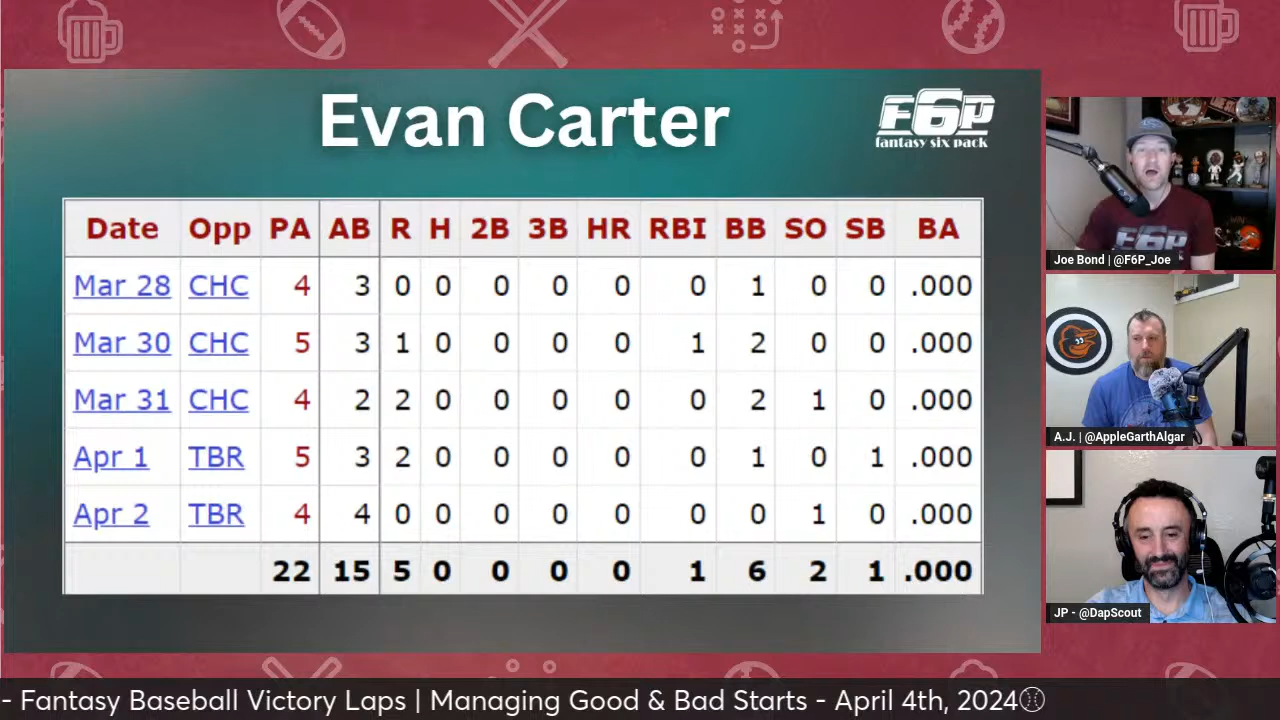 Evan Carter
F6P
fantasy six pack
Date Opp PA AB R H 2B 3B HR RBI BB SO SB BA
Mar 28 CHC 4 3 0 0 0 0 0 0 1 0 0 .000
Mar 30 CHC 5 3 1 0 0 0 0 1 2 0 0 .000
Mar 31 CHC 4 2 2 0 0 0 0 0 2 1 0 .000
Apr 1 TBR 5 3 2 0 0 0 0 0 1 0 1 .000
Apr 2 TBR 4 4 0 0 0 0 0 0 0 1 0 .000
22 15 5 0 0 0 0 1 6 2 1 .000
F6P
Joe Bond | @F6P_Joe
A.J. | @AppleGarthAlgar
JP - @DapScout
- Fantasy Baseball Victory Laps | Managing Good & Bad Starts - April 4th, 2024